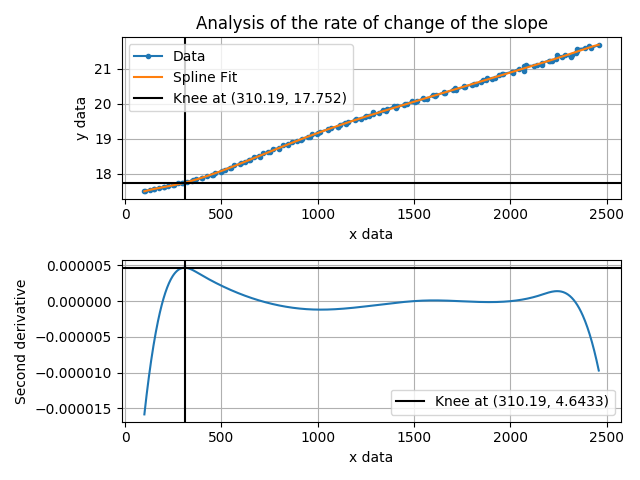 Analysis of the rate of change of the slope
Data
Spline Fit
Knee at (310.19, 17.752)
y data
21
20
19
18
0 500 1000 1500 2000 2500
x data
Second derivative
0.000005
0.000000
−0.000005
−0.000010
−0.000015
Knee at (310.19, 4.6433)
0 500 1000 1500 2000 2500
x data